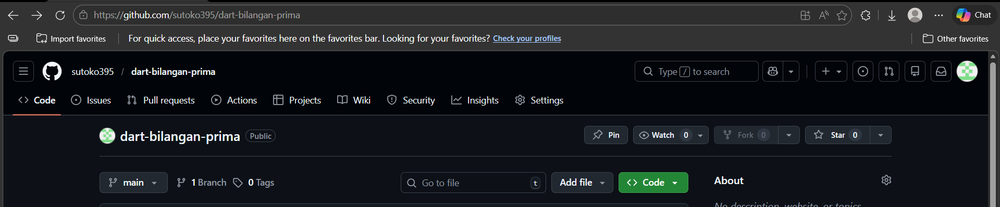 https://github.com/sutoko395/dart-bilangan-prima
Chat
Import favorites
For quick access, place your favorites here on the favorites bar. Looking for your favorites? Check your profiles
Other favorites
sutoko395 / dart-bilangan-prima
Type / to search
Code Issues Pull requests Actions Projects Wiki Security Insights Settings
dart-bilangan-prima Public
Pin Watch 0 Fork 0 Star 0
main 1 Branch 0 Tags Go to file t Add file Code
About
No description, website, or topics